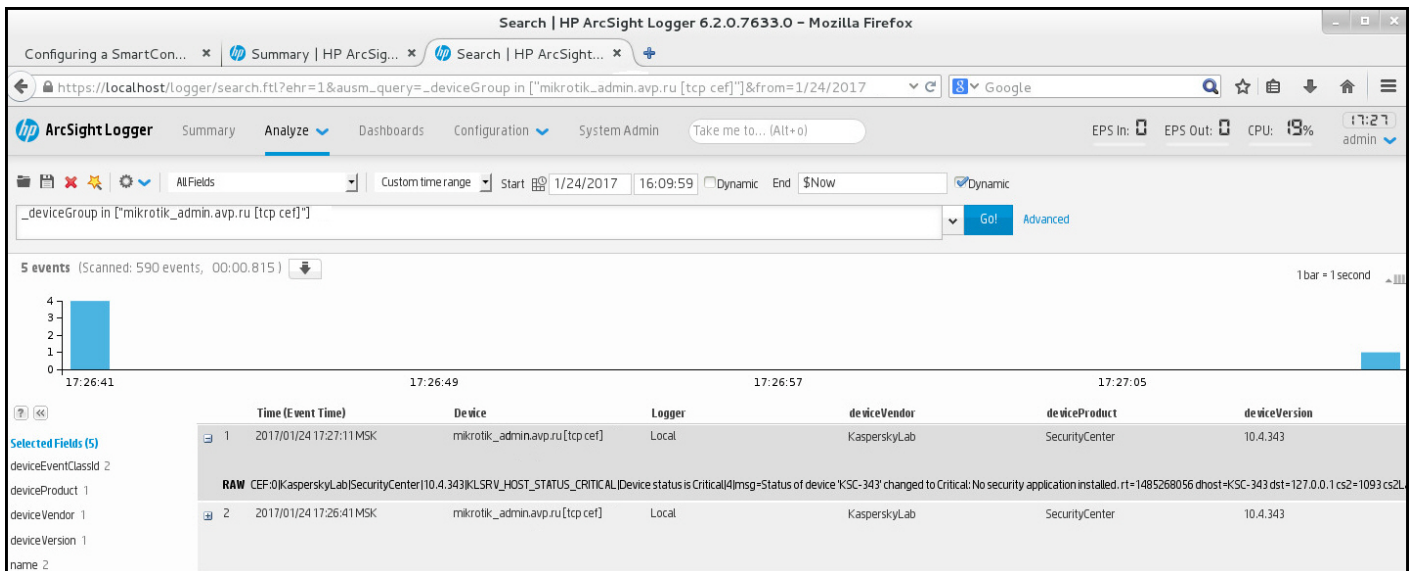 Search | HP ArcSight Logger 6.2.0.7633.0 - Mozilla Firefox
Configuring a SmartCon... Summary | HP ArcSig... Search | HP ArcSight...
https://localhost/logger/search.ftl?ehr=1&ausm_query=_deviceGroup in ["mikrotik_admin.avp.ru [tcp cef]"]&from=1/24/2017 Google
hp ArcSight Logger Summary Analyze Dashboards Configuration System Admin Take me to... (Alt+o) EPS In: 0 EPS Out: 0 CPU: 19% 17:27
admin
All Fields Custom time range Start 1/24/2017 16:09:59 Dynamic End $Now Dynamic
_deviceGroup in ["mikrotik_admin.avp.ru [tcp cef]"] Go! Advanced
5 events (Scanned: 590 events, 00:00.815) 1 bar = 1 second
4
3
2
1
0
17:26:41 17:26:49 17:26:57 17:27:05
Time (Event Time) Device Logger deviceVendor deviceProduct deviceVersion
Selected Fields (5) 1 2017/01/24 17:27:11 MSK mikrotik_admin.avp.ru [tcp cef] Local KasperskyLab SecurityCenter 10.4.343
deviceEventClassId 2
deviceProduct 1 RAW CEF:0|KasperskyLab|SecurityCenter|10.4.343|KLSRV_HOST_STATUS_CRITICAL|Device status is Critical|4|msg=Status of device 'KSC-343' changed to Critical: No security application installed. rt=1485268056 dhost=KSC-343 dst=127.0.0.1 cs2=1093 cs2L
deviceVendor 1 2 2017/01/24 17:26:41 MSK mikrotik_admin.avp.ru [tcp cef] Local KasperskyLab SecurityCenter 10.4.343
deviceVersion 1
name 2